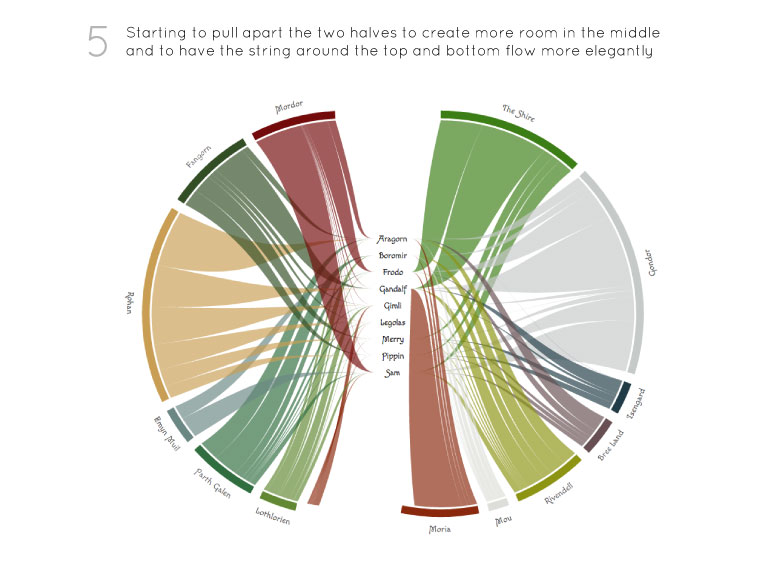 5 Starting to pull apart the two halves to create more room in the middle
and to have the string around the top and bottom flow more elegantly
Mordor
The Shire
Fangorn
Gondor
Rohan
Aragorn
Boromir
Frodo
Gandalf
Gimli
Legolas
Merry
Pippin
Sam
Emyn Muil
Parth Galen
Lothlorien
Isengard
Bree Land
Rivendell
Mou
Moria